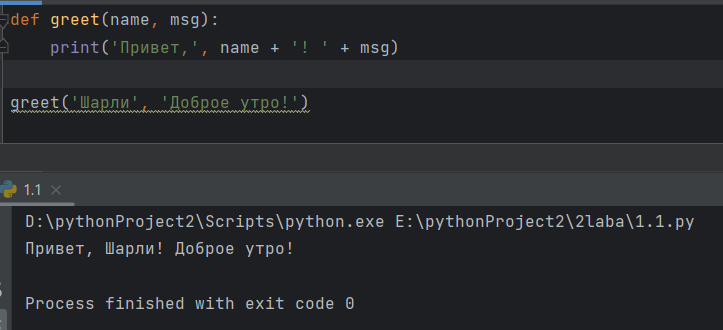 def greet(name, msg):
    print('Привет,', name + '! ' + msg)
greet('Шарли', 'Доброе утро!')
1.1
D:\pythonProject2\Scripts\python.exe E:\pythonProject2\2laba\1.1.py
Привет, Шарли! Доброе утро!
Process finished with exit code 0